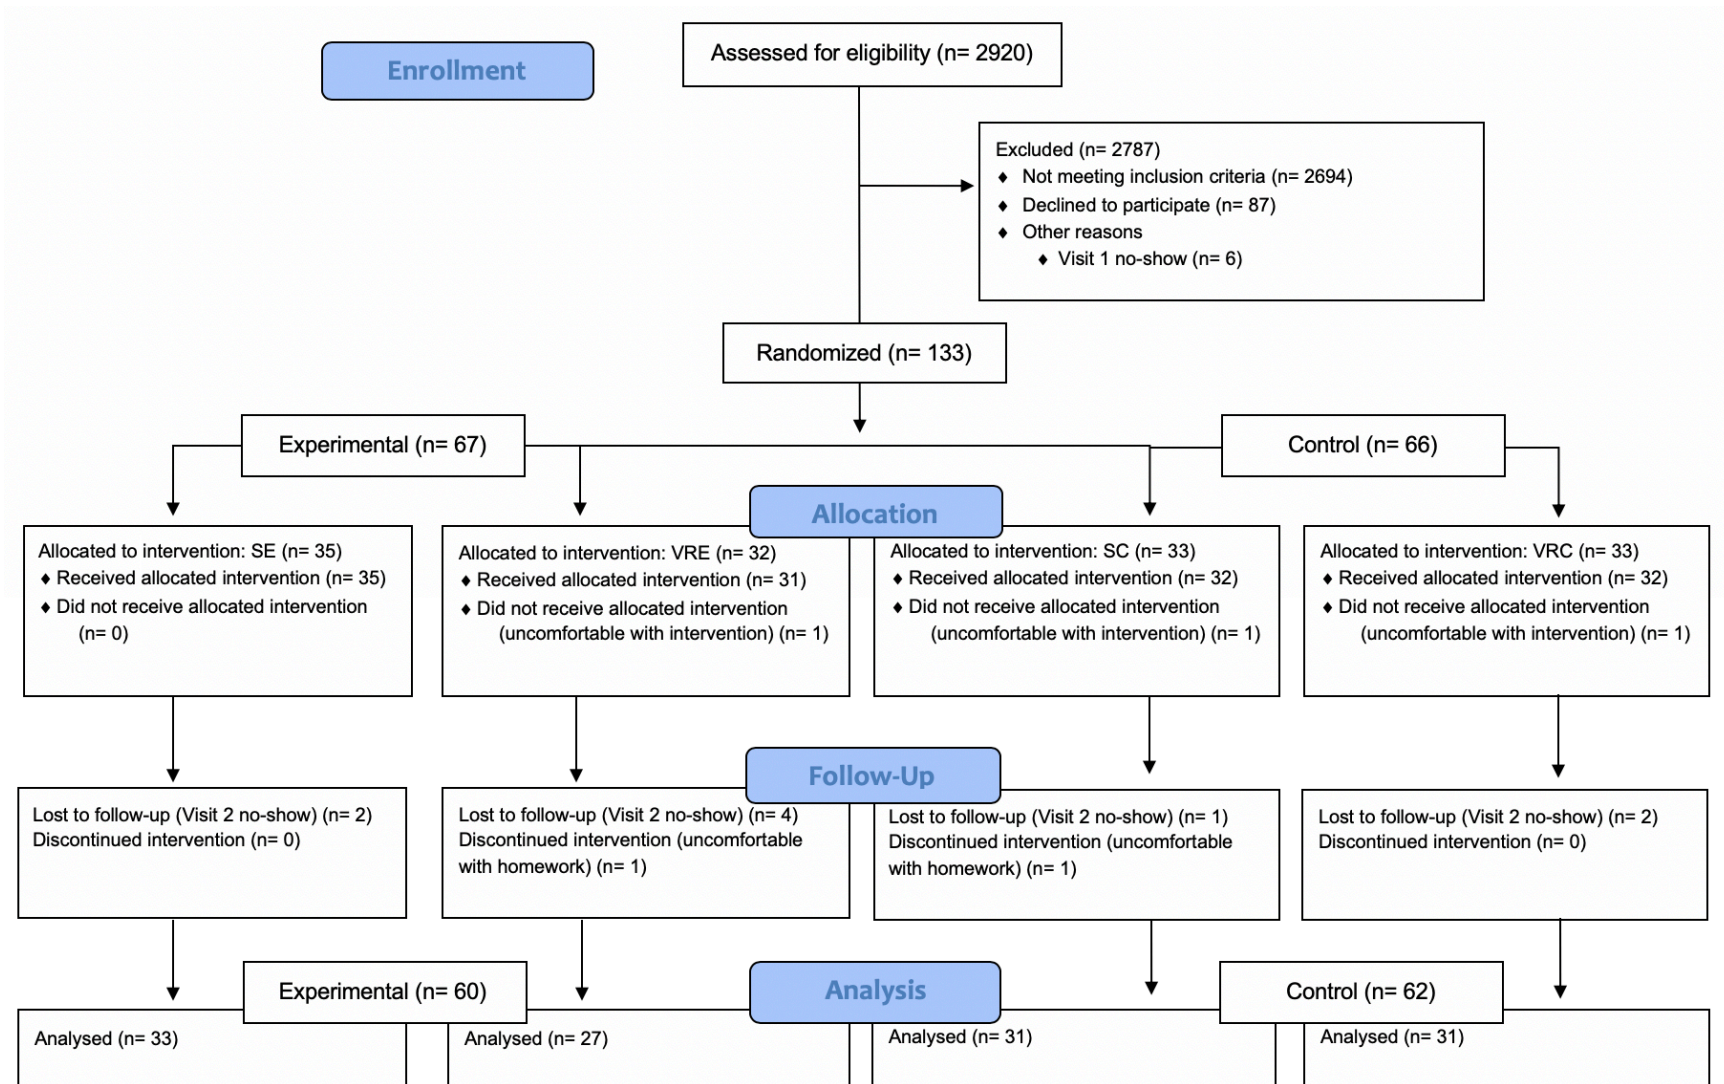 Enrollment
Assessed for eligibility (n= 2920)
Excluded (n= 2787)
♦ Not meeting inclusion criteria (n= 2694)
♦ Declined to participate (n= 87)
♦ Other reasons
♦ Visit 1 no-show (n= 6)
Randomized (n= 133)
Experimental (n= 67)
Control (n= 66)
Allocation
Allocated to intervention: SE (n= 35)
♦ Received allocated intervention (n= 35)
♦ Did not receive allocated intervention
(n= 0)
Allocated to intervention: VRE (n= 32)
♦ Received allocated intervention (n= 31)
♦ Did not receive allocated intervention
(uncomfortable with intervention) (n= 1)
Allocated to intervention: SC (n= 33)
♦ Received allocated intervention (n= 32)
♦ Did not receive allocated intervention
(uncomfortable with intervention) (n= 1)
Allocated to intervention: VRC (n= 33)
♦ Received allocated intervention (n= 32)
♦ Did not receive allocated intervention
(uncomfortable with intervention) (n= 1)
Follow-Up
Lost to follow-up (Visit 2 no-show) (n= 2)
Discontinued intervention (n= 0)
Lost to follow-up (Visit 2 no-show) (n= 4)
Discontinued intervention (uncomfortable
with homework) (n= 1)
Lost to follow-up (Visit 2 no-show) (n= 1)
Discontinued intervention (uncomfortable
with homework) (n= 1)
Lost to follow-up (Visit 2 no-show) (n= 2)
Discontinued intervention (n= 0)
Experimental (n= 60)
Analysis
Control (n= 62)
Analysed (n= 33)
Analysed (n= 27)
Analysed (n= 31)
Analysed (n= 31)